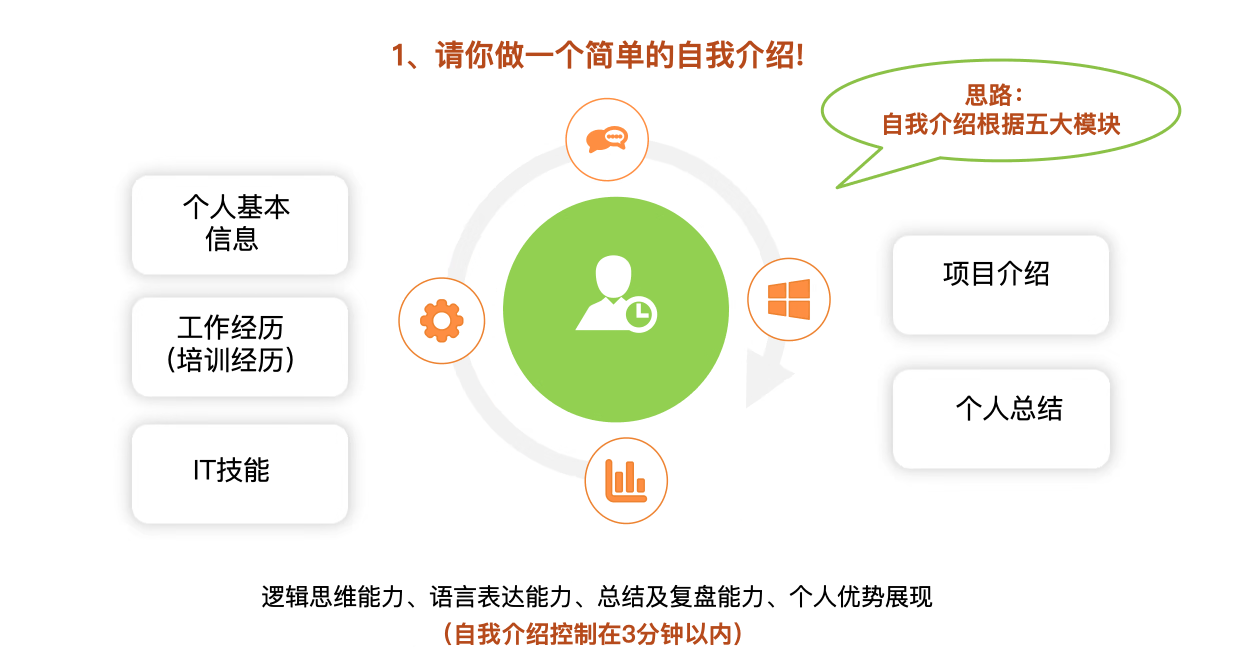 1、请你做一个简单的自我介绍!
思路：
自我介绍根据五大模块
个人基本
信息
工作经历
（培训经历）
IT技能
项目介绍
个人总结
逻辑思维能力、语言表达能力、总结及复盘能力、个人优势展现
（自我介绍控制在3分钟以内）